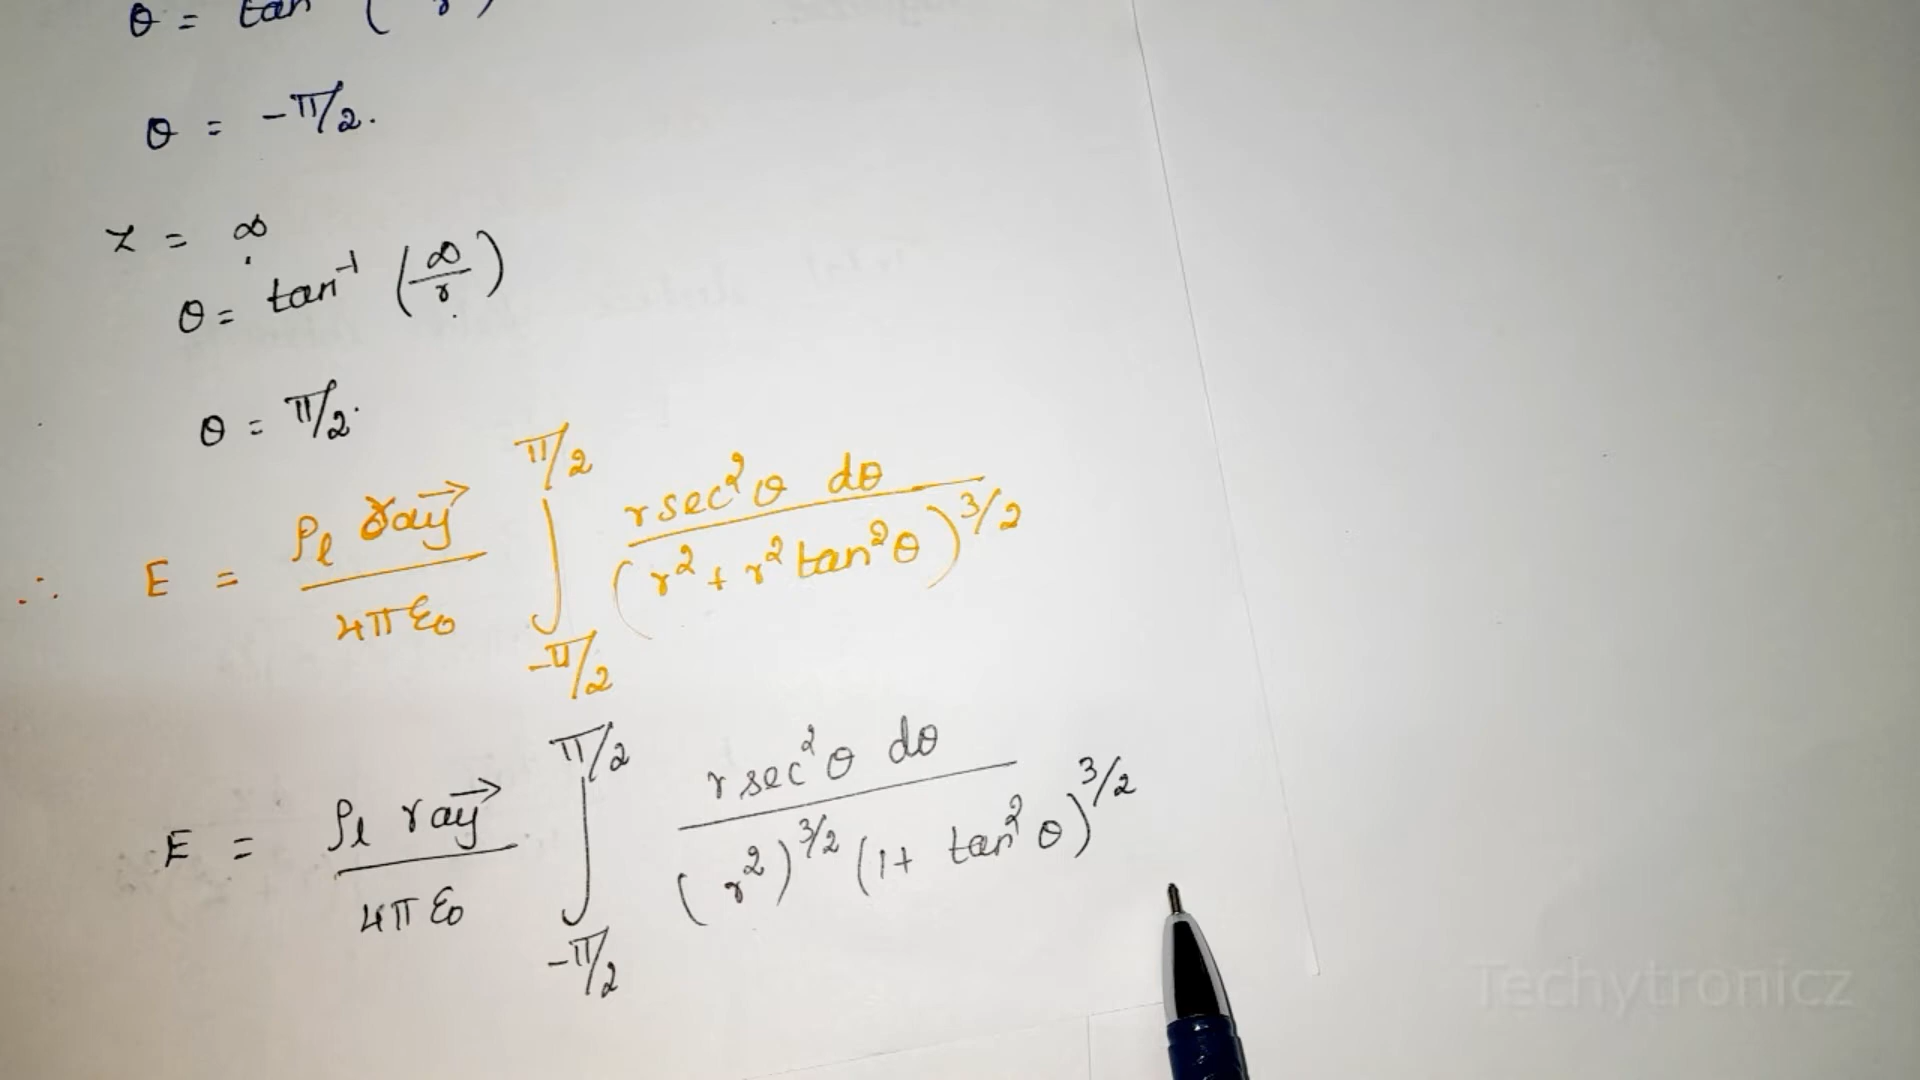 θ = tan ( r )
θ = -π/2.
z = ∞
θ = tan⁻¹ (∞/r)
θ = π/2.
∴ E = ρₗ r ay→ / 4π ε₀ ∫_{-π/2}^{π/2} r sec²θ dθ / (r² + r² tan²θ)^{3/2}
E = ρₗ r ay→ / 4π ε₀ ∫_{-π/2}^{π/2} r sec²θ dθ / (r²)^{3/2} (1 + tan²θ)^{3/2}
Techytronicz